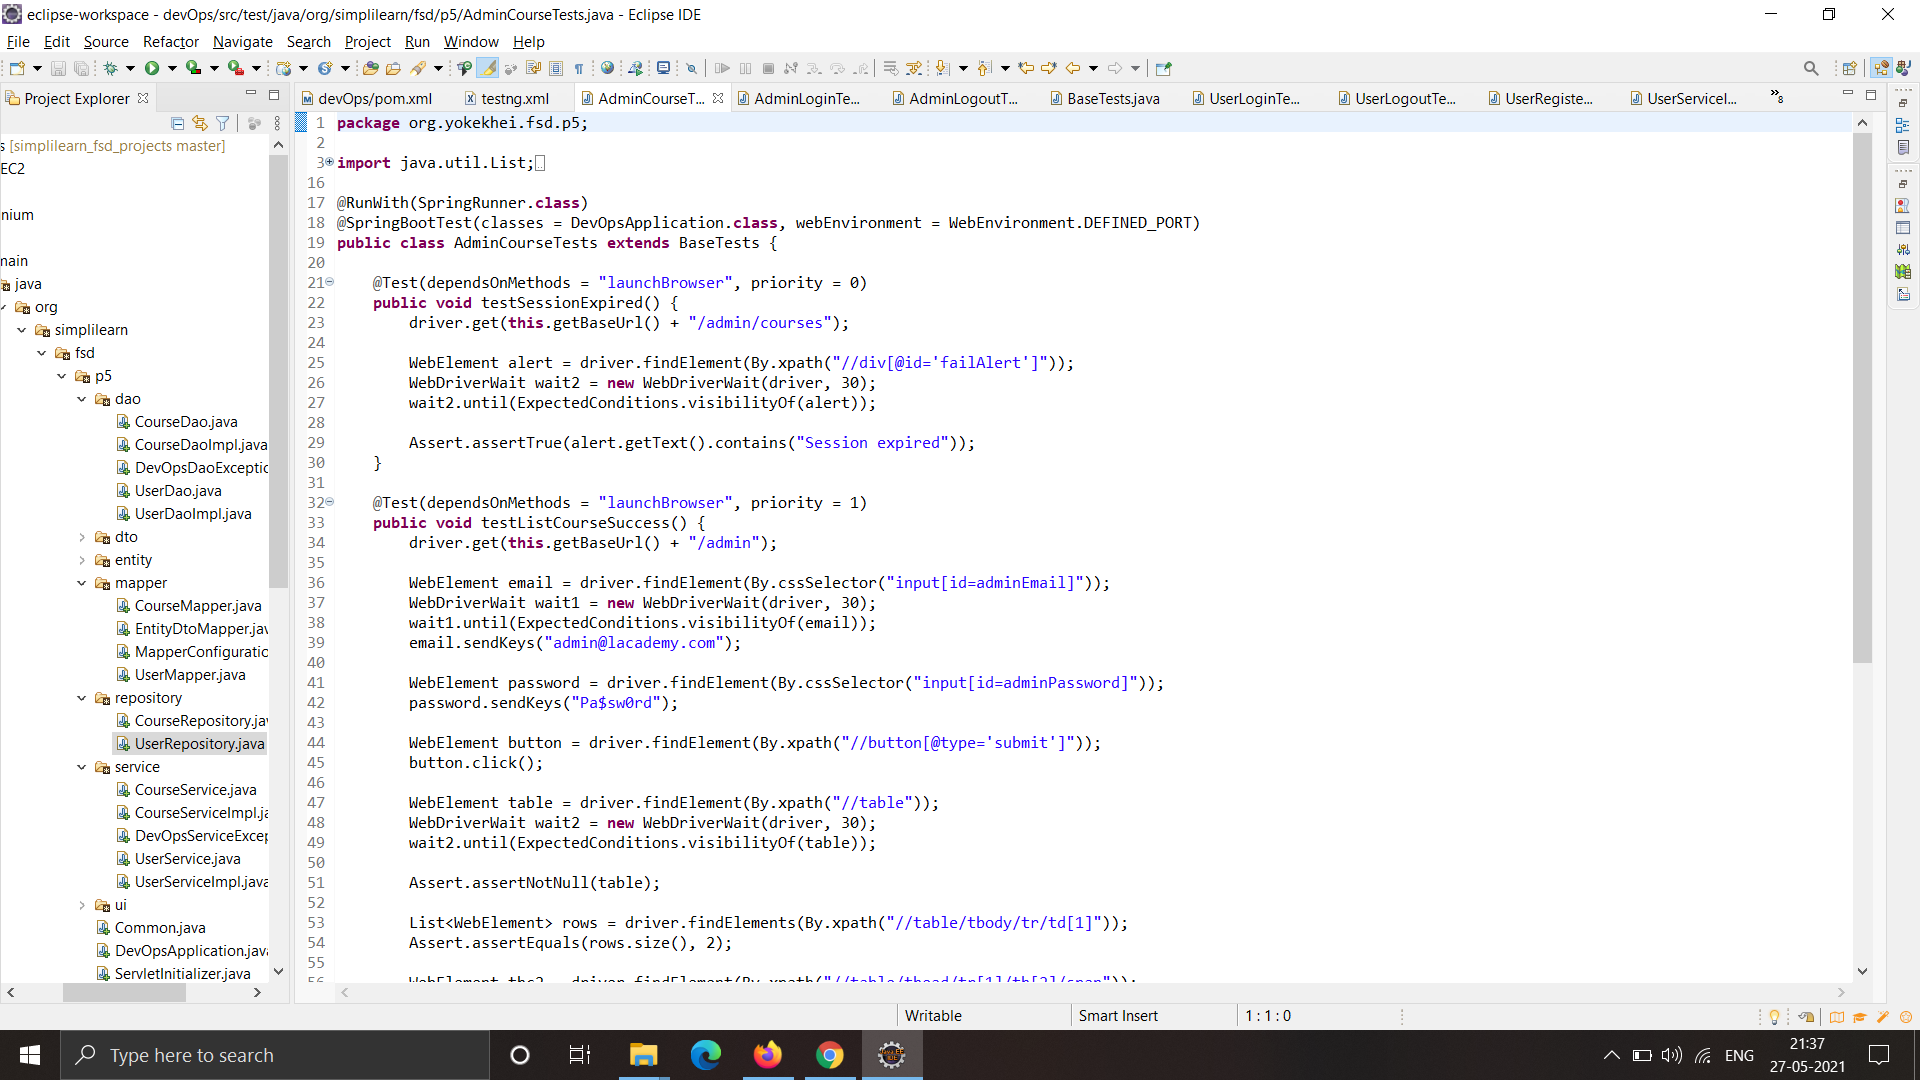 eclipse-workspace - devOps/src/test/java/org/simplilearn/fsd/p5/AdminCourseTests.java - Eclipse IDE
File Edit Source Refactor Navigate Search Project Run Window Help
Project Explorer
devOps/pom.xml testng.xml AdminCourseT... AdminLoginTe... AdminLogoutT... BaseTests.java UserLoginTe... UserLogoutTe... UserRegiste... UserServiceI... »8
s [simplilearn_fsd_projects master]
EC2
nium
main
java
org
simplilearn
fsd
p5
dao
CourseDao.java
CourseDaoImpl.java
DevOpsDaoExceptic
UserDao.java
UserDaoImpl.java
dto
entity
mapper
CourseMapper.java
EntityDtoMapper.jav
MapperConfiguratic
UserMapper.java
repository
CourseRepository.jav
UserRepository.java
service
CourseService.java
CourseServiceImpl.ja
DevOpsServiceExcep
UserService.java
UserServiceImpl.java
ui
Common.java
DevOpsApplication.java
ServletInitializer.java
1 package org.yokekhei.fsd.p5;
2
3 import java.util.List;
16
17 @RunWith(SpringRunner.class)
18 @SpringBootTest(classes = DevOpsApplication.class, webEnvironment = WebEnvironment.DEFINED_PORT)
19 public class AdminCourseTests extends BaseTests {
20
21 @Test(dependsOnMethods = "launchBrowser", priority = 0)
22 public void testSessionExpired() {
23 driver.get(this.getBaseUrl() + "/admin/courses");
24
25 WebElement alert = driver.findElement(By.xpath("//div[@id='failAlert']"));
26 WebDriverWait wait2 = new WebDriverWait(driver, 30);
27 wait2.until(ExpectedConditions.visibilityOf(alert));
28
29 Assert.assertTrue(alert.getText().contains("Session expired"));
30 }
31
32 @Test(dependsOnMethods = "launchBrowser", priority = 1)
33 public void testListCourseSuccess() {
34 driver.get(this.getBaseUrl() + "/admin");
35
36 WebElement email = driver.findElement(By.cssSelector("input[id=adminEmail]"));
37 WebDriverWait wait1 = new WebDriverWait(driver, 30);
38 wait1.until(ExpectedConditions.visibilityOf(email));
39 email.sendKeys("admin@lacademy.com");
40
41 WebElement password = driver.findElement(By.cssSelector("input[id=adminPassword]"));
42 password.sendKeys("Pa$sw0rd");
43
44 WebElement button = driver.findElement(By.xpath("//button[@type='submit']"));
45 button.click();
46
47 WebElement table = driver.findElement(By.xpath("//table"));
48 WebDriverWait wait2 = new WebDriverWait(driver, 30);
49 wait2.until(ExpectedConditions.visibilityOf(table));
50
51 Assert.assertNotNull(table);
52
53 List<WebElement> rows = driver.findElements(By.xpath("//table/tbody/tr/td[1]"));
54 Assert.assertEquals(rows.size(), 2);
55
Writable Smart Insert 1 : 1 : 0
Type here to search
ENG
21:37
27-05-2021